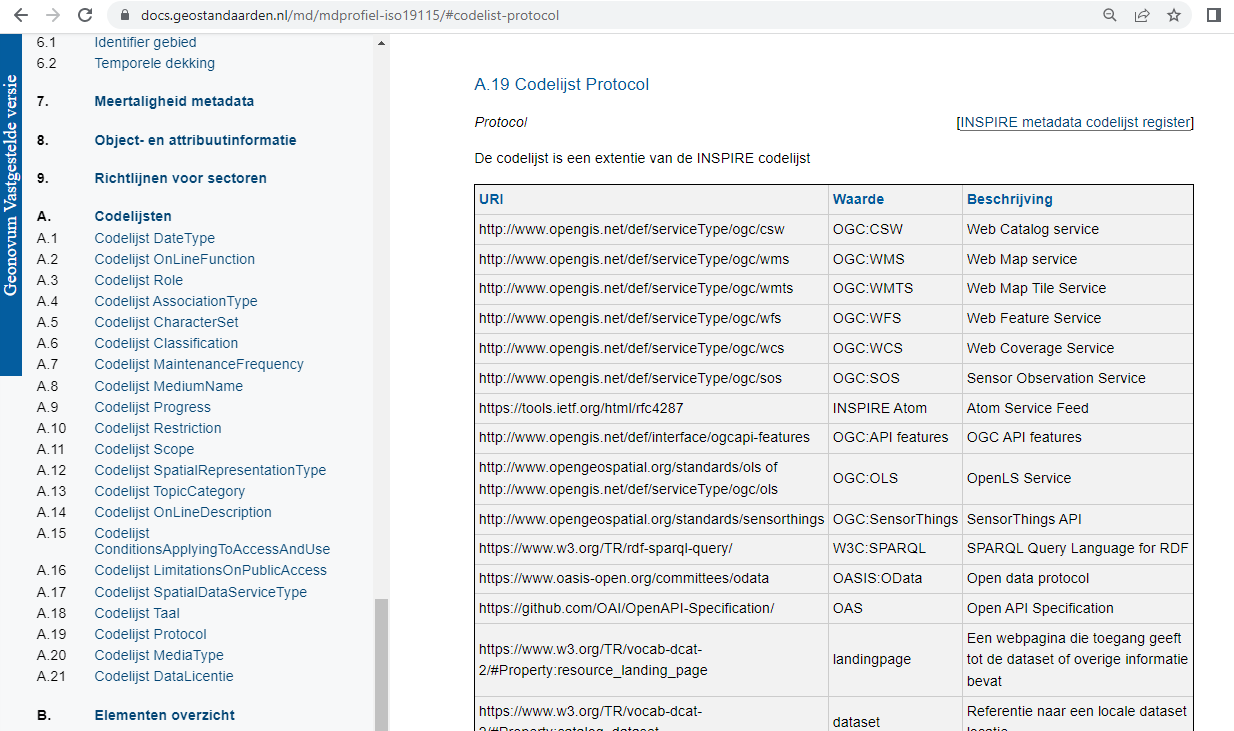 docs.geostandaarden.nl/md/mdprofiel-iso19115/#codelist-protocol
Geonovum Vastgestelde versie
6.1 Identifier gebied
6.2 Temporele dekking
7. Meertaligheid metadata
8. Object- en attribuutinformatie
9. Richtlijnen voor sectoren
A. Codelijsten
A.1 Codelijst DateType
A.2 Codelijst OnLineFunction
A.3 Codelijst Role
A.4 Codelijst AssociationType
A.5 Codelijst CharacterSet
A.6 Codelijst Classification
A.7 Codelijst MaintenanceFrequency
A.8 Codelijst MediumName
A.9 Codelijst Progress
A.10 Codelijst Restriction
A.11 Codelijst Scope
A.12 Codelijst SpatialRepresentationType
A.13 Codelijst TopicCategory
A.14 Codelijst OnLineDescription
A.15 Codelijst
ConditionsApplyingToAccessAndUse
A.16 Codelijst LimitationsOnPublicAccess
A.17 Codelijst SpatialDataServiceType
A.18 Codelijst Taal
A.19 Codelijst Protocol
A.20 Codelijst MediaType
A.21 Codelijst DataLicentie
B. Elementen overzicht
A.19 Codelijst Protocol
Protocol [INSPIRE metadata codelijst register]
De codelijst is een extentie van de INSPIRE codelijst
URI Waarde Beschrijving
http://www.opengis.net/def/serviceType/ogc/csw OGC:CSW Web Catalog service
http://www.opengis.net/def/serviceType/ogc/wms OGC:WMS Web Map service
http://www.opengis.net/def/serviceType/ogc/wmts OGC:WMTS Web Map Tile Service
http://www.opengis.net/def/serviceType/ogc/wfs OGC:WFS Web Feature Service
http://www.opengis.net/def/serviceType/ogc/wcs OGC:WCS Web Coverage Service
http://www.opengis.net/def/serviceType/ogc/sos OGC:SOS Sensor Observation Service
https://tools.ietf.org/html/rfc4287 INSPIRE Atom Atom Service Feed
http://www.opengis.net/def/interface/ogcapi-features OGC:API features OGC API features
http://www.opengeospatial.org/standards/ols of
http://www.opengis.net/def/serviceType/ogc/ols OGC:OLS OpenLS Service
http://www.opengeospatial.org/standards/sensorthings OGC:SensorThings SensorThings API
https://www.w3.org/TR/rdf-sparql-query/ W3C:SPARQL SPARQL Query Language for RDF
https://www.oasis-open.org/committees/odata OASIS:OData Open data protocol
https://github.com/OAI/OpenAPI-Specification/ OAS Open API Specification
https://www.w3.org/TR/vocab-dcat-
2/#Property:resource_landing_page landingpage Een webpagina die toegang geeft
tot de dataset of overige informatie
bevat
https://www.w3.org/TR/vocab-dcat-
2/#Property:catalog_dataset dataset Referentie naar een locale dataset
locatie